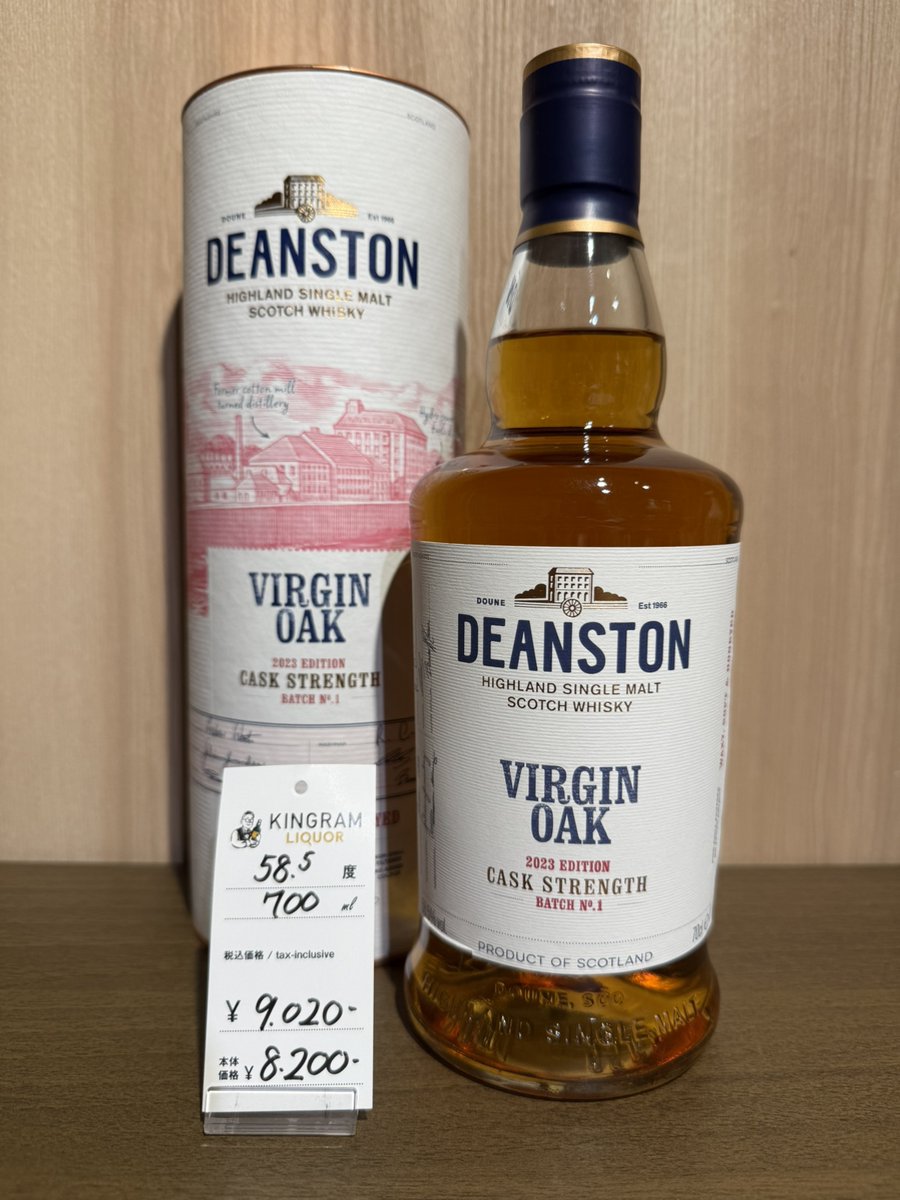 SCOTLAND
DOUNE Est 1966
DEANSTON
HIGHLAND SINGLE MALT
SCOTCH WHISKY
Former cotton mill
turned distillery
VIRGIN
OAK
2023 EDITION
CASK STRENGTH
BATCH Nº.1
KINGRAM
LIQUOR
58.5 度
700 ml
税込価格 / tax-inclusive
¥ 9.020-
本体
価格 ¥ 8.200-
DOUNE Est 1966
DEANSTON
HIGHLAND SINGLE MALT
SCOTCH WHISKY
VIRGIN
OAK
2023 EDITION
CASK STRENGTH
BATCH Nº.1
PRODUCT OF SCOTLAND
DOUNE, SCO
HIGHLAND SINGLE MALT